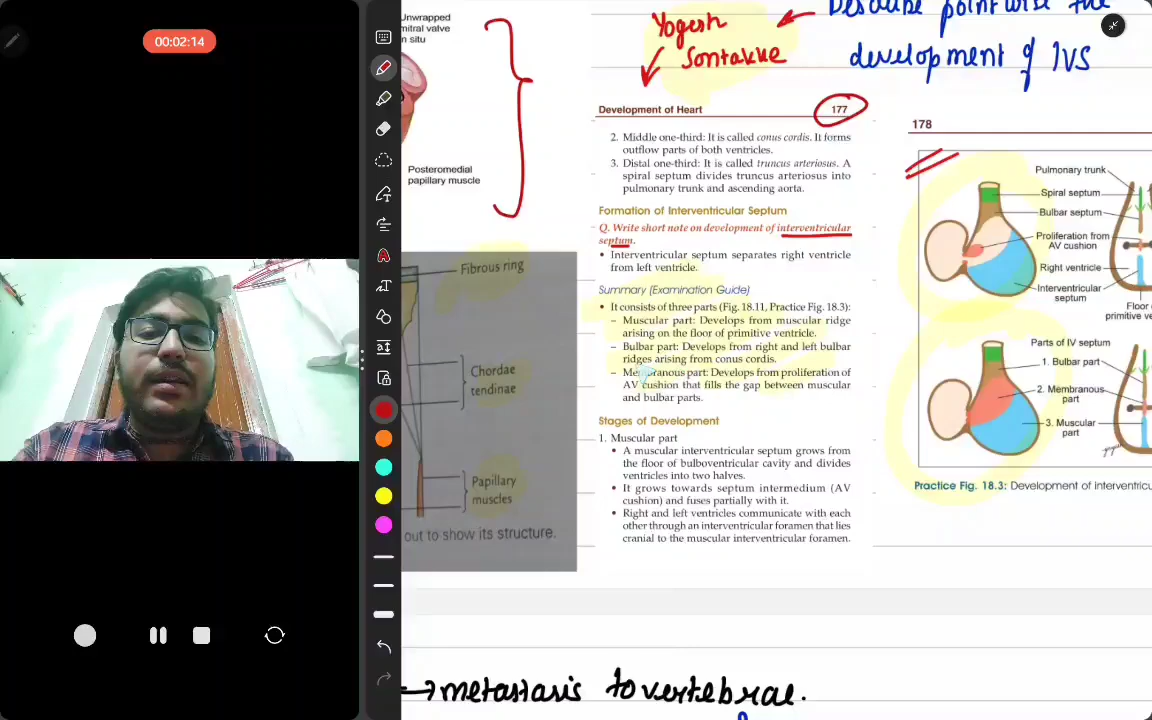 00:02:14
Unwrapped
mitral valve
in situ
Posteromedial
papillary muscle
Fibrous ring
Chordae
tendinae
Papillary
muscles
out to show its structure.
Yogesh
Sontakke
Describe pointwise the
development of IVS
Development of Heart 177
2. Middle one-third: It is called conus cordis. It forms
outflow parts of both ventricles.
3. Distal one-third: It is called truncus arteriosus. A
spiral septum divides truncus arteriosus into
pulmonary trunk and ascending aorta.
Formation of Interventricular Septum
Q. Write short note on development of interventricular
septum.
• Interventricular septum separates right ventricle
from left ventricle.
Summary (Examination Guide)
• It consists of three parts (Fig. 18.11, Practice Fig. 18.3):
– Muscular part: Develops from muscular ridge
arising on the floor of primitive ventricle.
– Bulbar part: Develops from right and left bulbar
ridges arising from conus cordis.
– Membranous part: Develops from proliferation of
AV cushion that fills the gap between muscular
and bulbar parts.
Stages of Development
1. Muscular part
• A muscular interventricular septum grows from
the floor of bulboventricular cavity and divides
ventricles into two halves.
• It grows towards septum intermedium (AV
cushion) and fuses partially with it.
• Right and left ventricles communicate with each
other through an interventricular foramen that lies
cranial to the muscular interventricular foramen.
178
Pulmonary trunk
Spiral septum
Bulbar septum
Proliferation from
AV cushion
Right ventricle
Interventricular
septum
Floor of
primitive ve
Parts of IV septum
1. Bulbar part
2. Membranous
part
3. Muscular
part
Practice Fig. 18.3: Development of interventricu
→ metastasis to vertebrae.